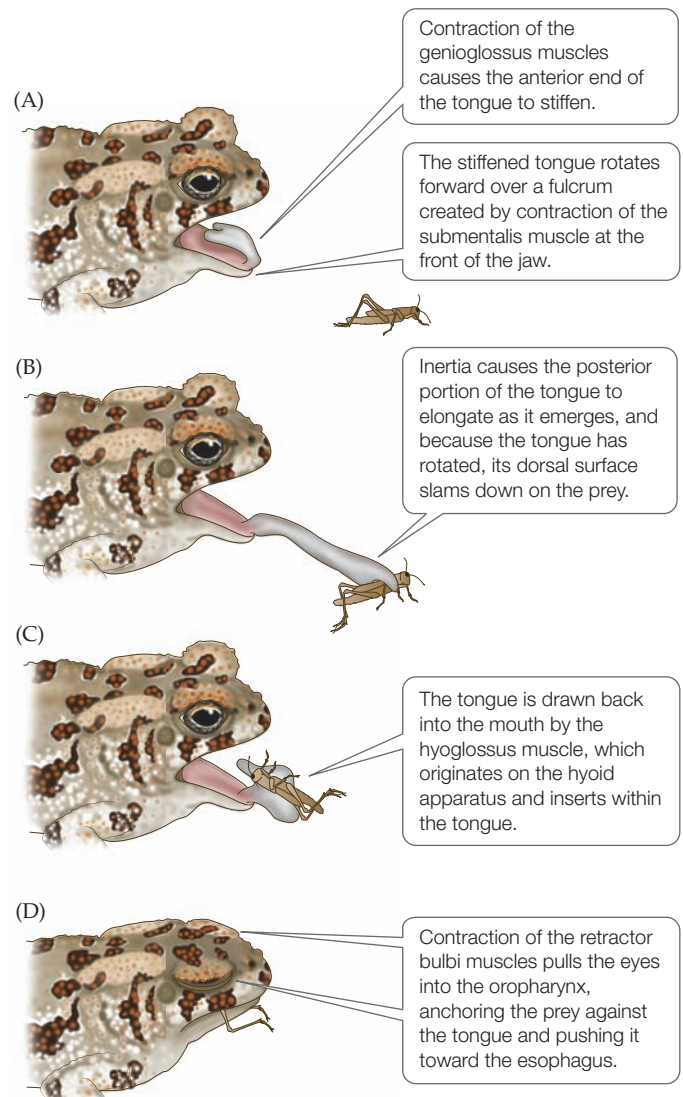 (A)
Contraction of the
genioglossus muscles
causes the anterior end of
the tongue to stiffen.
The stiffened tongue rotates
forward over a fulcrum
created by contraction of the
submentalis muscle at the
front of the jaw.
(B)
Inertia causes the posterior
portion of the tongue to
elongate as it emerges, and
because the tongue has
rotated, its dorsal surface
slams down on the prey.
(C)
The tongue is drawn back
into the mouth by the
hyoglossus muscle, which
originates on the hyoid
apparatus and inserts within
the tongue.
(D)
Contraction of the retractor
bulbi muscles pulls the eyes
into the oropharynx,
anchoring the prey against
the tongue and pushing it
toward the esophagus.